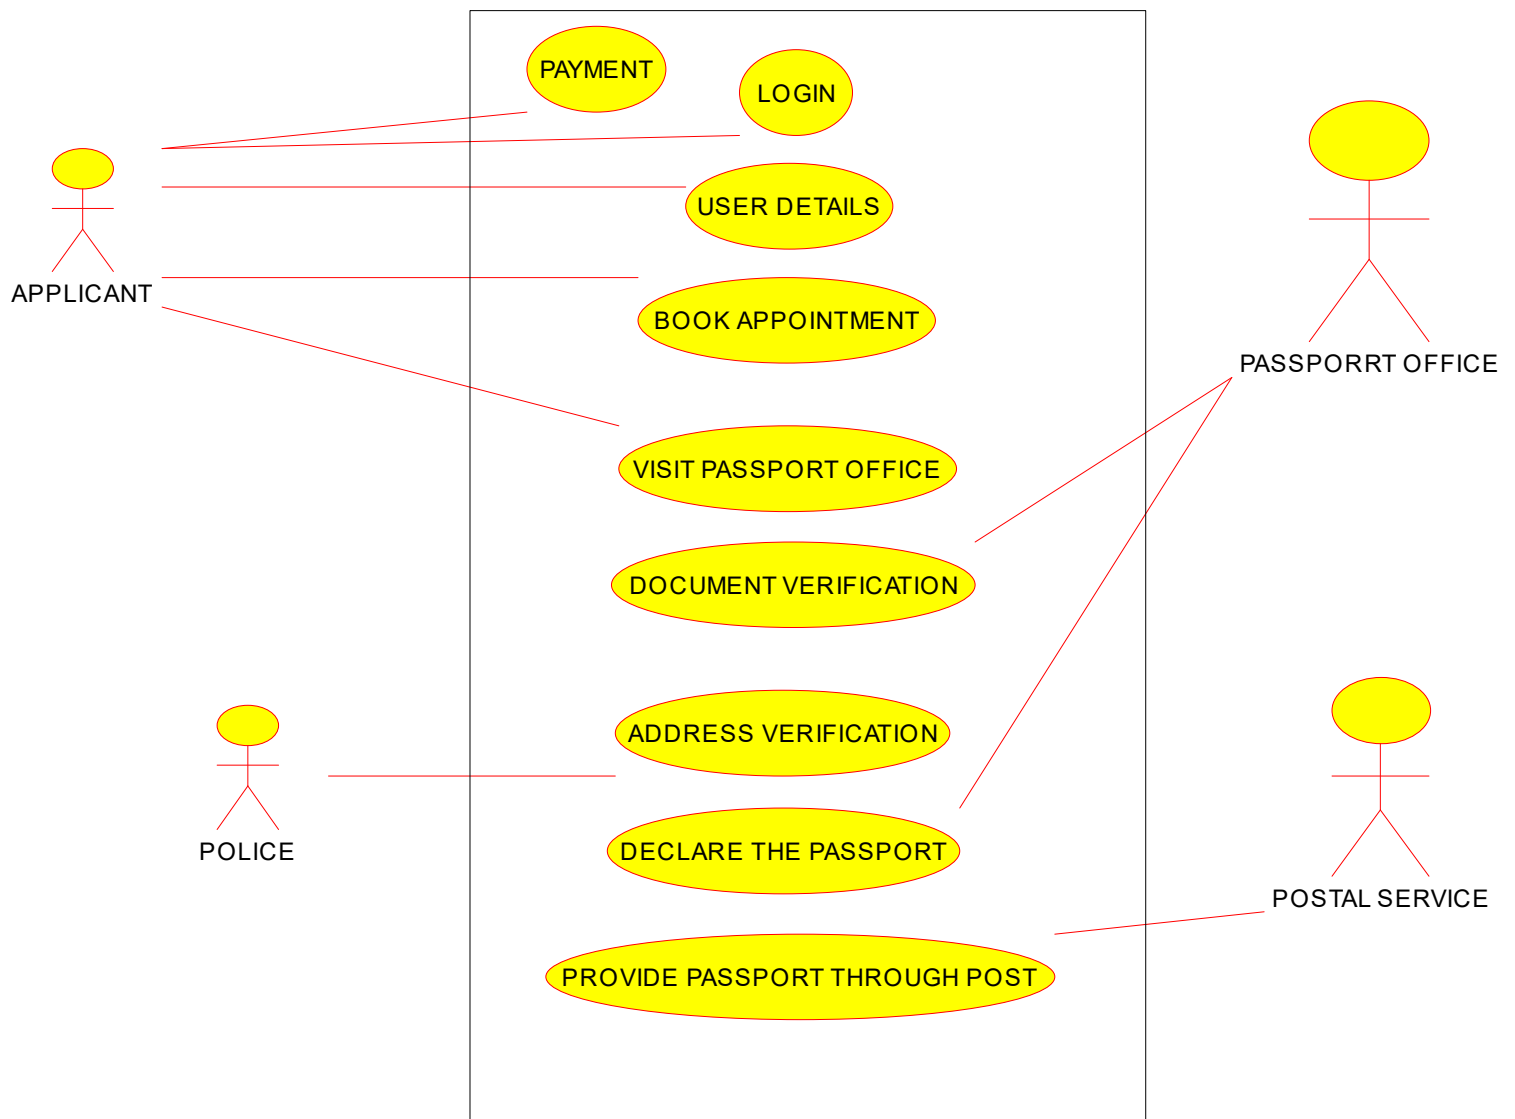 PAYMENT
LOGIN
USER DETAILS
APPLICANT
BOOK APPOINTMENT
PASSPORRT OFFICE
VISIT PASSPORT OFFICE
DOCUMENT VERIFICATION
ADDRESS VERIFICATION
POLICE
DECLARE THE PASSPORT
POSTAL SERVICE
PROVIDE PASSPORT THROUGH POST